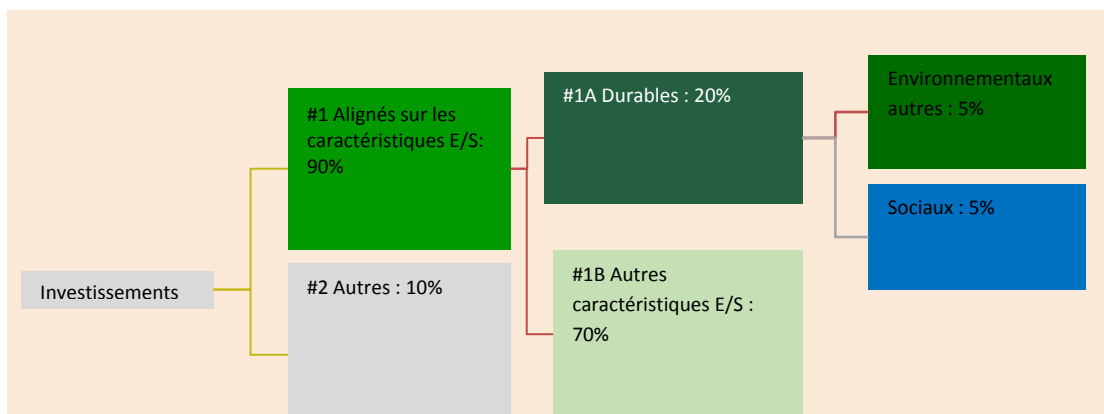 Investissements
#1 Alignés sur les
caractéristiques E/S:
90%
#2 Autres : 10%
#1A Durables : 20%
#1B Autres
caractéristiques E/S :
70%
Environnementaux
autres : 5%
Sociaux : 5%